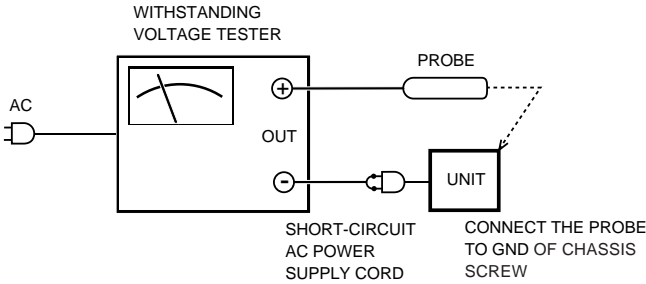 WITHSTANDING
VOLTAGE TESTER
PROBE
AC
+
OUT
-
UNIT
SHORT-CIRCUIT
AC POWER
SUPPLY CORD
CONNECT THE PROBE
TO GND OF CHASSIS
SCREW